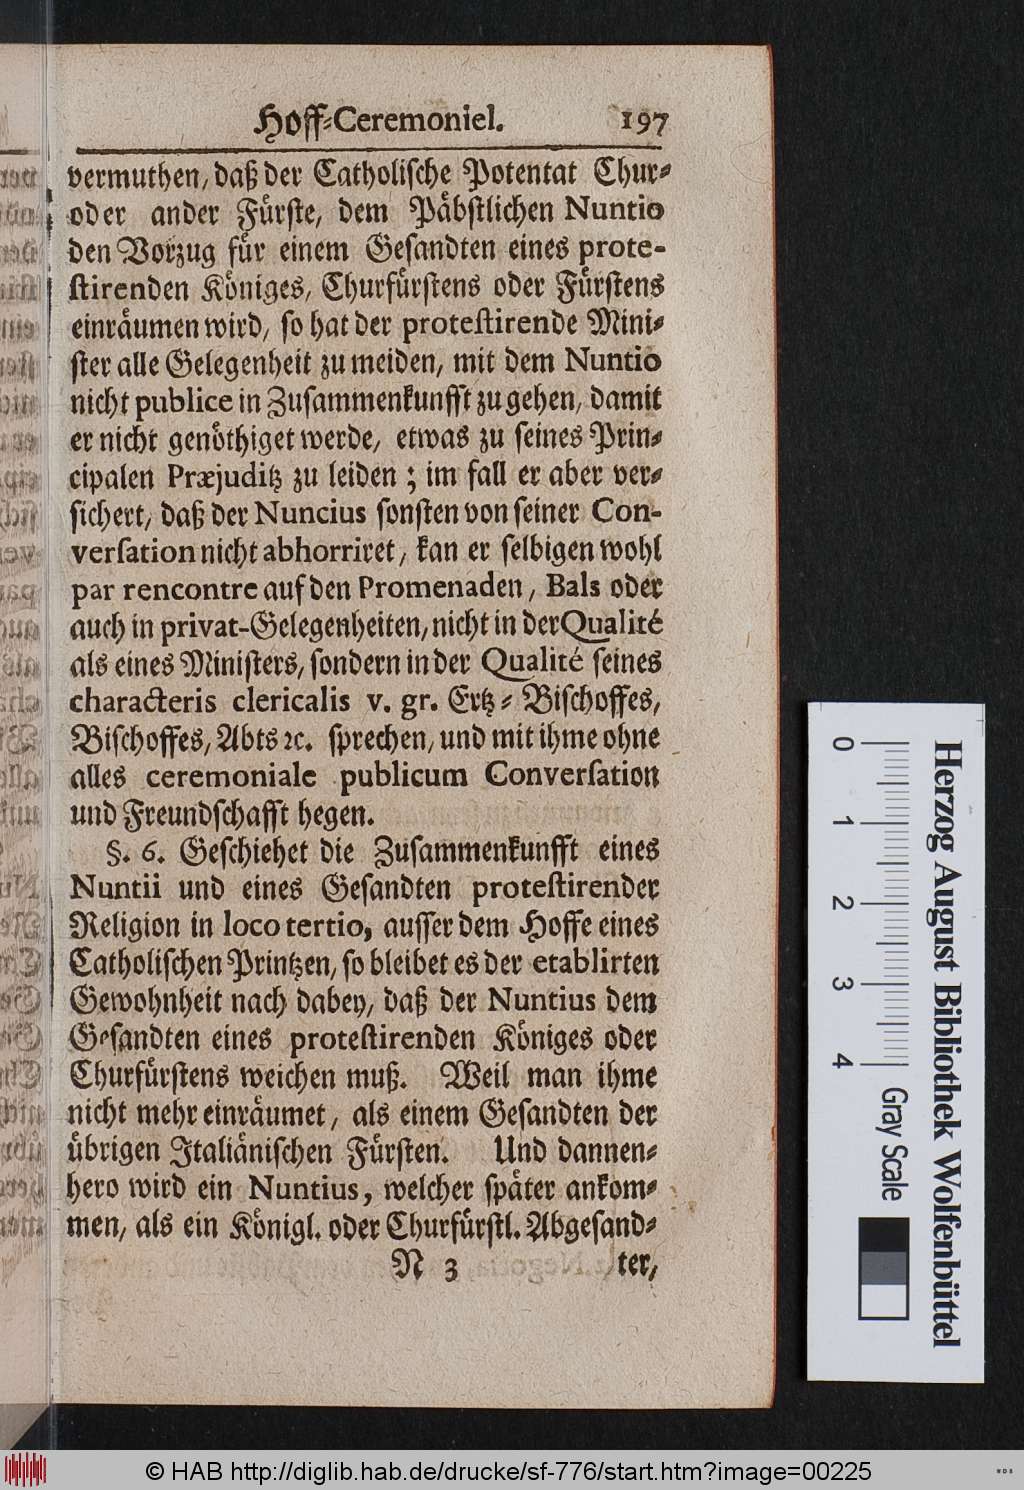 Hoff-Ceremoniel. 197
vermuthen, daß der Catholische Potentat Chur-
oder ander Fürste, dem Päbstlichen Nuntio
den Vorzug für einem Gesandten eines prote-
stirenden Königes, Churfürstens oder Fürstens
einräumen wird, so hat der protestirende Mini-
ster alle Gelegenheit zu meiden, mit dem Nuntio
nicht publice in Zusammenkunfft zu gehen, damit
er nicht genöthiget werde, etwas zu seines Prin-
cipalen Præjuditz zu leiden; im fall er aber ver-
sichert, daß der Nuncius sonsten von seiner Con-
versation nicht abhorriret, kan er selbigen wohl
par rencontre auf den Promenaden, Bals oder
auch in privat-Gelegenheiten, nicht in der Qualité
als eines Ministers, sondern in der Qualité seines
characteris clericalis v. gr. Ertz-Bischoffes,
Bischoffes, Abts ꝛc. sprechen, und mit ihme ohne
alles ceremoniale publicum Conversation
und Freundschafft hegen.
§. 6. Geschiehet die Zusammenkunfft eines
Nuntii und eines Gesandten protestirender
Religion in loco tertio, ausser dem Hoffe eines
Catholischen Printzen, so bleibet es der etablirten
Gewohnheit nach dabey, daß der Nuntius dem
Gesandten eines protestirenden Königes oder
Churfürstens weichen muß. Weil man ihme
nicht mehr einräumet, als einem Gesandten der
übrigen Italiänischen Fürsten. Und dannen-
hero wird ein Nuntius, welcher später ankom-
men, als ein Königl. oder Churfürstl. Abgesand-
N 3 ter,
0 1 2 3 4 Gray Scale
Herzog August Bibliothek Wolfenbüttel
© HAB http://diglib.hab.de/drucke/sf-776/start.htm?image=00225